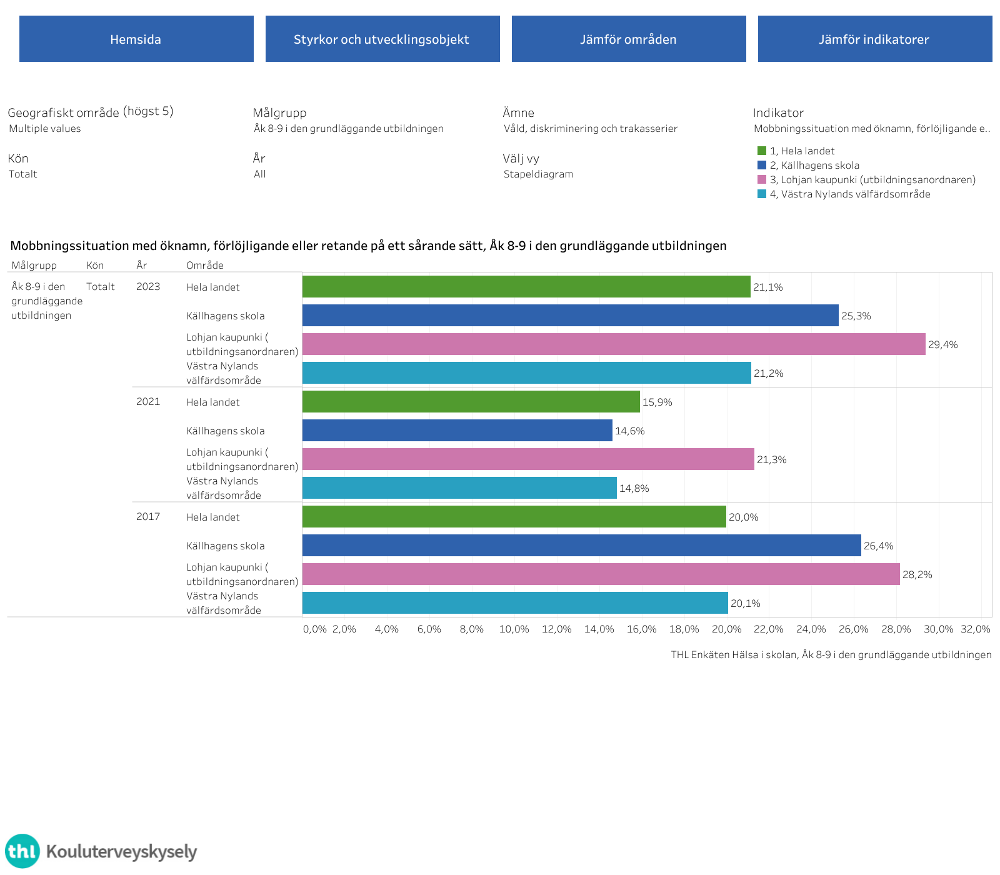 Hemsida
Styrkor och utvecklingsobjekt
Jämför områden
Jämför indikatorer
Geografiskt område (högst 5)
Multiple values
Målgrupp
Åk 8-9 i den grundläggande utbildningen
Ämne
Våld, diskriminering och trakasserier
Indikator
Mobbningssituation med öknamn, förlöjligande e..
Kön
Totalt
År
All
Välj vy
Stapeldiagram
1, Hela landet
2, Källhagens skola
3, Lohjan kaupunki (utbildningsanordnaren)
4, Västra Nylands välfärdsområde
Mobbningssituation med öknamn, förlöjligande eller retande på ett sårande sätt, Åk 8-9 i den grundläggande utbildningen
Målgrupp Kön År Område
Åk 8-9 i den
grundläggande
utbildningen
Totalt
2023
Hela landet 21,1%
Källhagens skola 25,3%
Lohjan kaupunki (
utbildningsanordnaren) 29,4%
Västra Nylands
välfärdsområde 21,2%
2021
Hela landet 15,9%
Källhagens skola 14,6%
Lohjan kaupunki (
utbildningsanordnaren) 21,3%
Västra Nylands
välfärdsområde 14,8%
2017
Hela landet 20,0%
Källhagens skola 26,4%
Lohjan kaupunki (
utbildningsanordnaren) 28,2%
Västra Nylands
välfärdsområde 20,1%
0,0% 2,0% 4,0% 6,0% 8,0% 10,0% 12,0% 14,0% 16,0% 18,0% 20,0% 22,0% 24,0% 26,0% 28,0% 30,0% 32,0%
THL Enkäten Hälsa i skolan, Åk 8-9 i den grundläggande utbildningen
thl Kouluterveyskysely